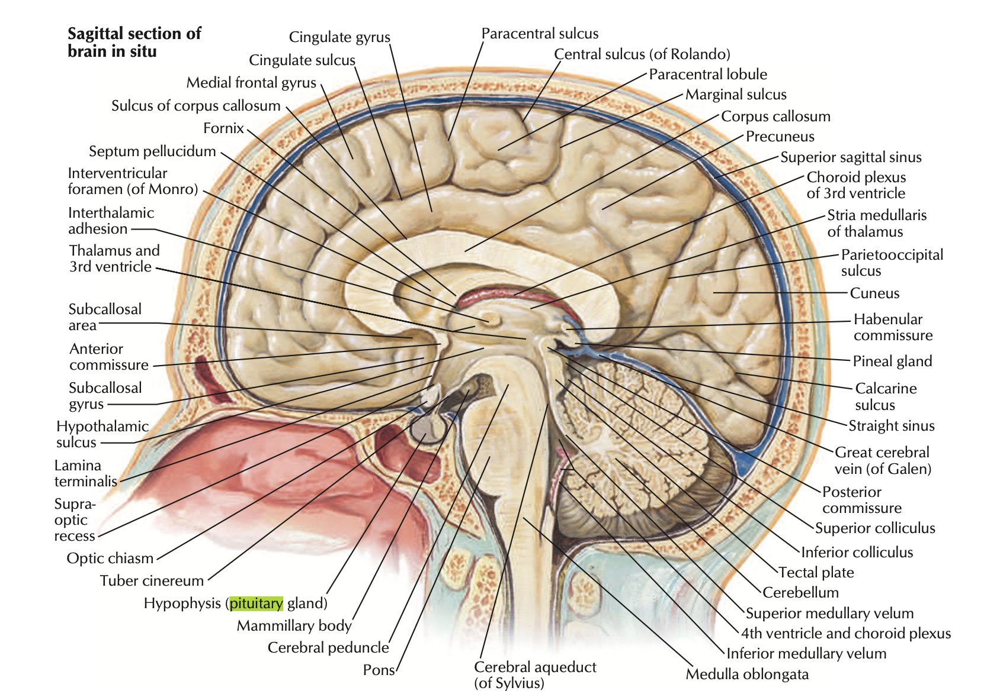 Sagittal section of
brain in situ
Cingulate gyrus
Cingulate sulcus
Medial frontal gyrus
Sulcus of corpus callosum
Fornix
Septum pellucidum
Interventricular
foramen (of Monro)
Interthalamic
adhesion
Thalamus and
3rd ventricle
Subcallosal
area
Anterior
commissure
Subcallosal
gyrus
Hypothalamic
sulcus
Lamina
terminalis
Supra-
optic
recess
Optic chiasm
Tuber cinereum
Hypophysis (pituitary gland)
Mammillary body
Cerebral peduncle
Pons
Cerebral aqueduct
(of Sylvius)
Paracentral sulcus
Central sulcus (of Rolando)
Paracentral lobule
Marginal sulcus
Corpus callosum
Precuneus
Superior sagittal sinus
Choroid plexus
of 3rd ventricle
Stria medullaris
of thalamus
Parietooccipital
sulcus
Cuneus
Habenular
commissure
Pineal gland
Calcarine
sulcus
Straight sinus
Great cerebral
vein (of Galen)
Posterior
commissure
Superior colliculus
Inferior colliculus
Tectal plate
Cerebellum
Superior medullary velum
4th ventricle and choroid plexus
Inferior medullary velum
Medulla oblongata